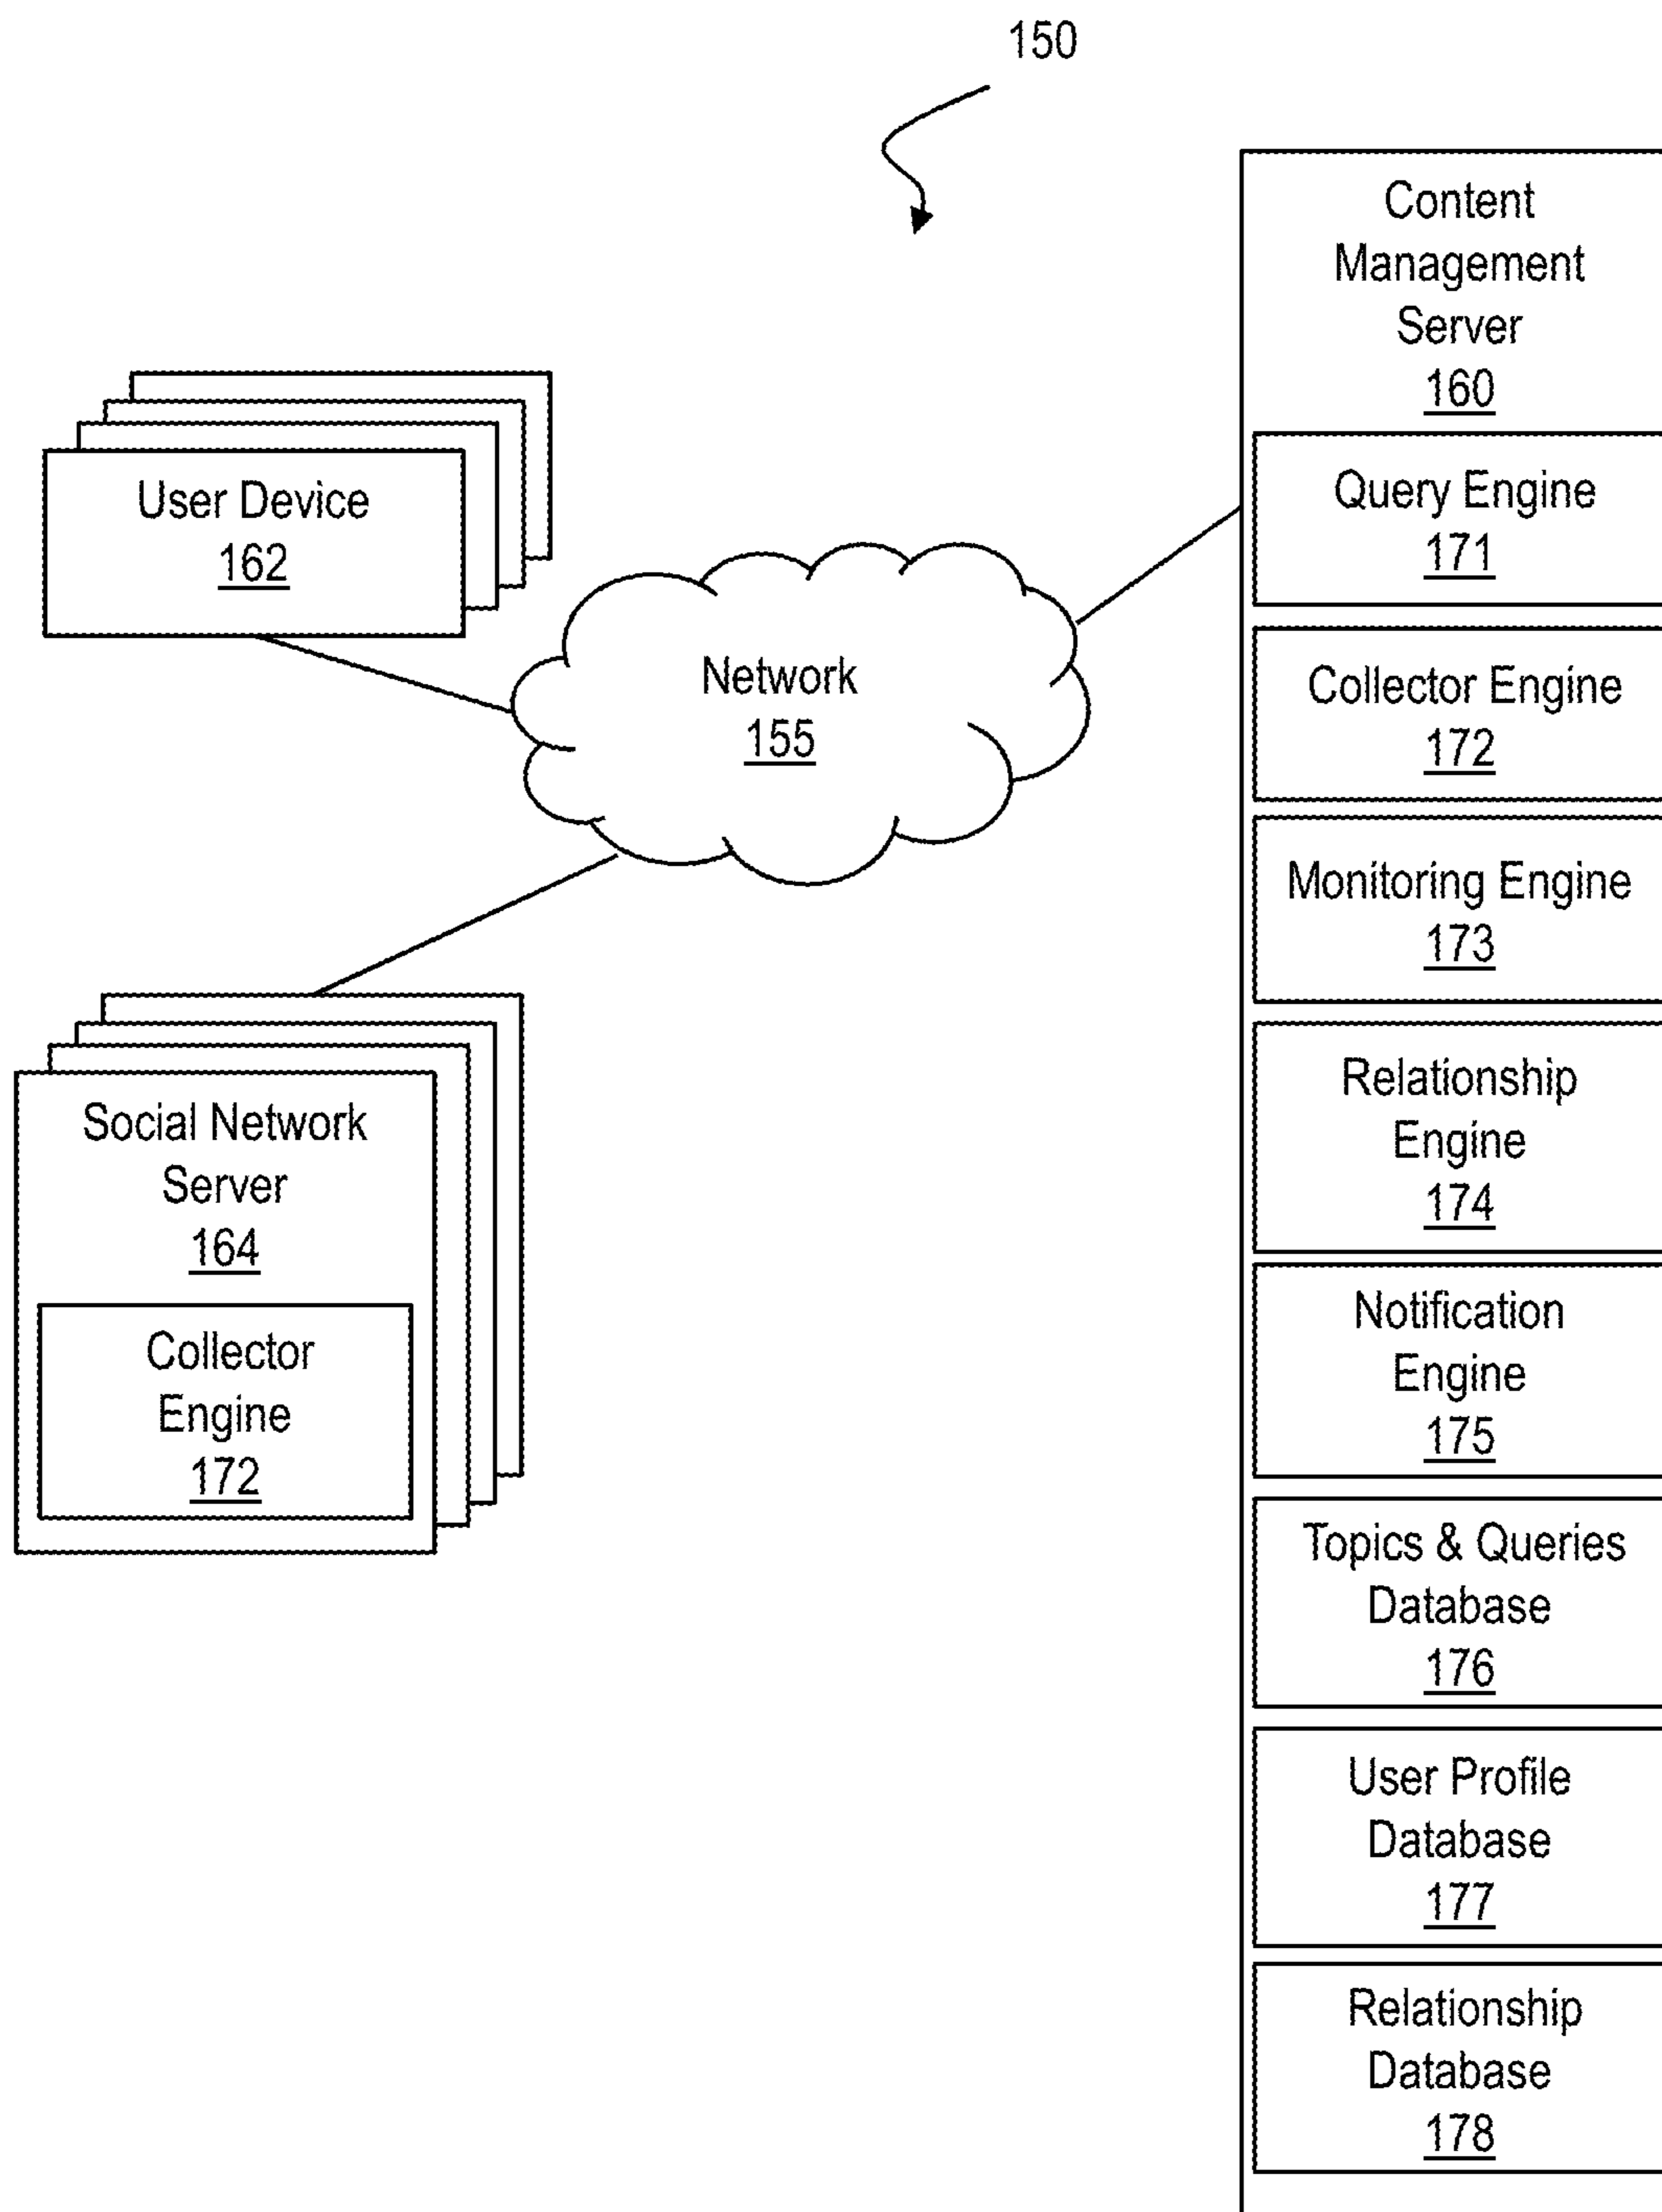 150
Content
Management
Server
160
Query Engine
171
Collector Engine
172
Monitoring Engine
173
Relationship
Engine
174
Notification
Engine
175
Topics & Queries
Database
176
User Profile
Database
177
Relationship
Database
178
User Device
162
Network
155
Social Network
Server
164
Collector
Engine
172